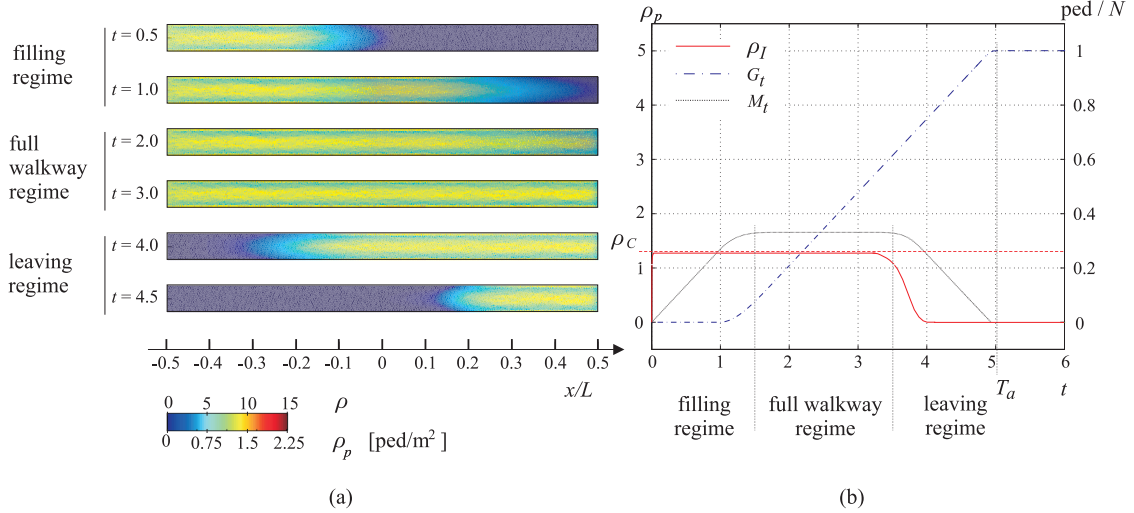 filling
regime
t = 0.5
t = 1.0
full
walkway
regime
t = 2.0
t = 3.0
leaving
regime
t = 4.0
t = 4.5
-0.5 -0.4 -0.3 -0.2 -0.1 0 0.1 0.2 0.3 0.4 0.5
x/L
0 5 10 15
ρ
0 0.75 1.5 2.25
ρp [ped/m²]
(a)
ρp
ped / N
5
4
3
2
ρC
1
0
ρI
Gt
Mt
1
0.8
0.6
0.4
0.2
0
0 1 2 3 4 5 6
Ta
t
filling
regime
full walkway
regime
leaving
regime
(b)